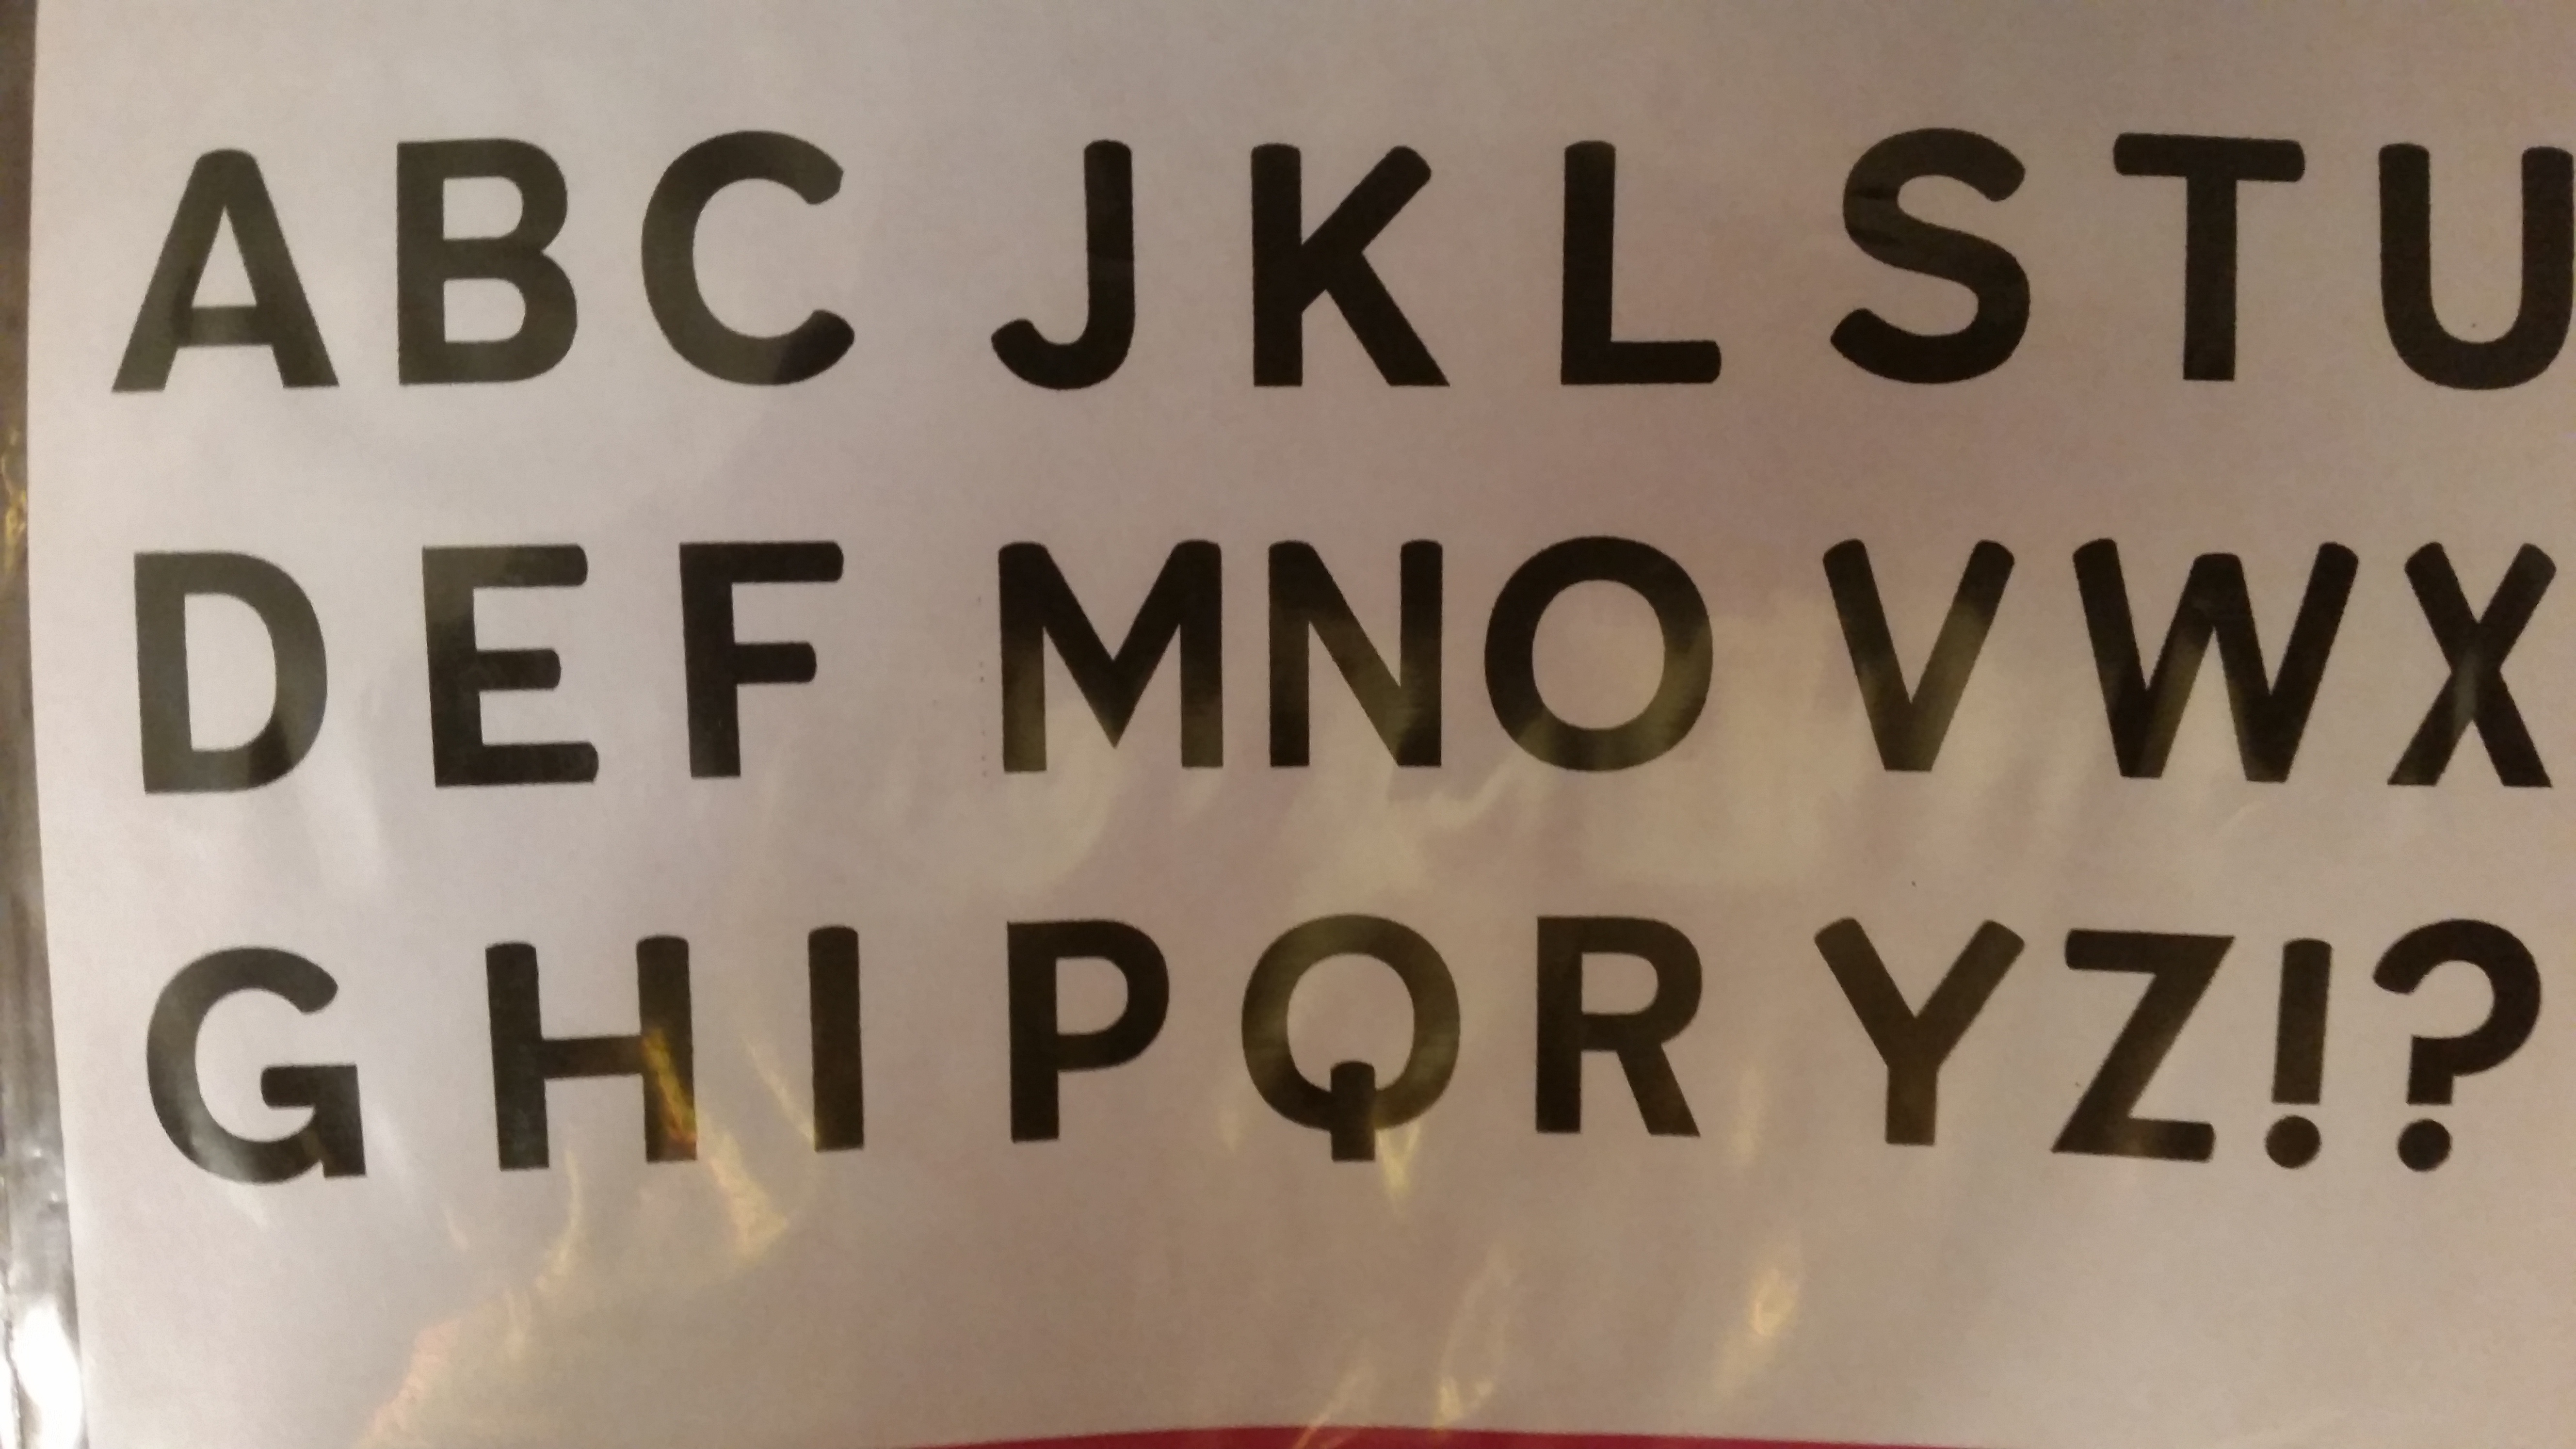 ABC JKL STU
DEF MNO VWX
GHI PQR YZ!?